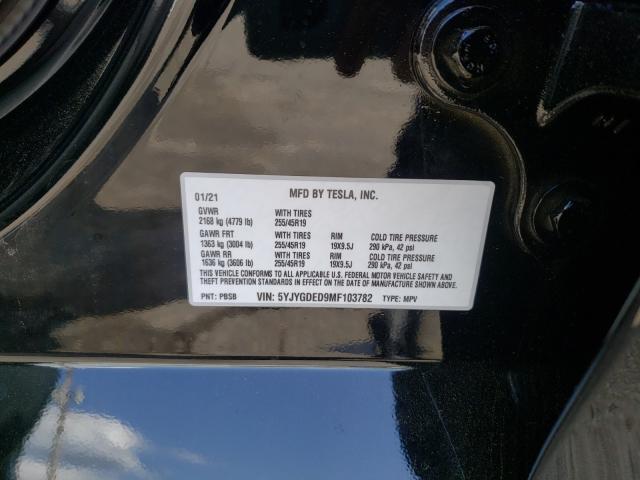 01/21 MFD BY TESLA, INC.
GVWR WITH TIRES
2168 kg (4779 lb) 255/45R19
GAWR FRT WITH TIRES RIM COLD TIRE PRESSURE
1363 kg (3004 lb) 255/45R19 19X9.5J 290 kPa, 42 psi
GAWR RR WITH TIRES RIM COLD TIRE PRESSURE
1636 kg (3606 lb) 255/45R19 19X9.5J 290 kPa, 42 psi
THIS VEHICLE CONFORMS TO ALL APPLICABLE U.S. FEDERAL MOTOR VEHICLE SAFETY AND
THEFT PREVENTION STANDARDS IN EFFECT ON THE DATE OF MANUFACTURE SHOWN ABOVE.
PNT: PBSB VIN: 5YJYGDED9MF103782 TYPE: MPV